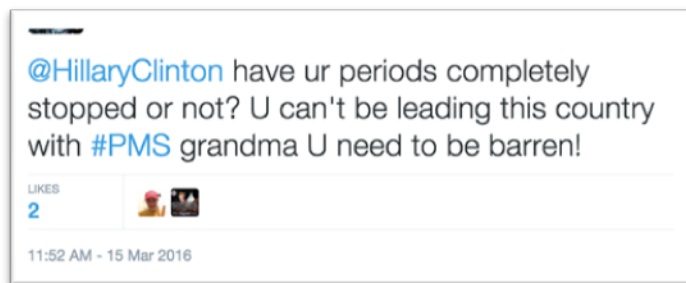 @HillaryClinton have ur periods completely
stopped or not? U can't be leading this country
with #PMS grandma U need to be barren!
LIKES
2
11:52 AM - 15 Mar 2016